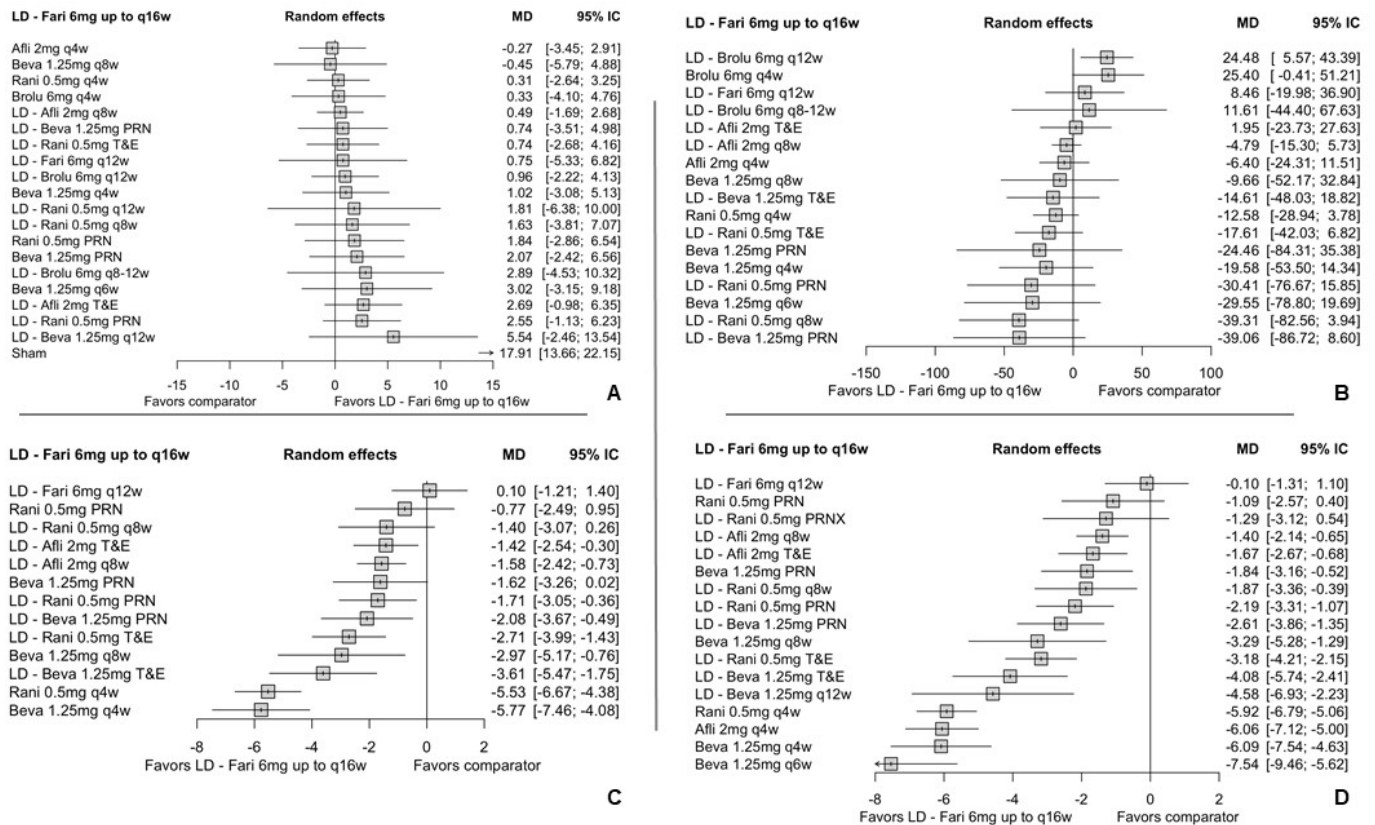 LD - Fari 6mg up to q16w Random effects MD 95% IC
Afli 2mg q4w -0.27 [-3.45; 2.91]
Beva 1.25mg q8w -0.45 [-5.79; 4.88]
Rani 0.5mg q4w 0.31 [-2.64; 3.25]
Brolu 6mg q4w 0.33 [-4.10; 4.76]
LD - Afli 2mg q8w 0.49 [-1.69; 2.68]
LD - Beva 1.25mg PRN 0.74 [-3.51; 4.98]
LD - Rani 0.5mg T&E 0.74 [-2.68; 4.16]
LD - Fari 6mg q12w 0.75 [-5.33; 6.82]
LD - Brolu 6mg q12w 0.96 [-2.22; 4.13]
Beva 1.25mg q4w 1.02 [-3.08; 5.13]
LD - Rani 0.5mg q12w 1.81 [-6.38; 10.00]
LD - Rani 0.5mg q8w 1.63 [-3.81; 7.07]
Rani 0.5mg PRN 1.84 [-2.86; 6.54]
Beva 1.25mg PRN 2.07 [-2.42; 6.56]
LD - Brolu 6mg q8-12w 2.89 [-4.53; 10.32]
Beva 1.25mg q6w 3.02 [-3.15; 9.18]
LD - Afli 2mg T&E 2.69 [-0.98; 6.35]
LD - Rani 0.5mg PRN 2.55 [-1.13; 6.23]
LD - Beva 1.25mg q12w 5.54 [-2.46; 13.54]
Sham 17.91 [13.66; 22.15]
-15 -10 -5 0 5 10 15
Favors comparator Favors LD - Fari 6mg up to q16w
A
LD - Fari 6mg up to q16w Random effects MD 95% IC
LD - Brolu 6mg q12w 24.48 [ 5.57; 43.39]
Brolu 6mg q4w 25.40 [ -0.41; 51.21]
LD - Fari 6mg q12w 8.46 [-19.98; 36.90]
LD - Brolu 6mg q8-12w 11.61 [-44.40; 67.63]
LD - Afli 2mg T&E 1.95 [-23.73; 27.63]
LD - Afli 2mg q8w -4.79 [-15.30; 5.73]
Afli 2mg q4w -6.40 [-24.31; 11.51]
Beva 1.25mg q8w -9.66 [-52.17; 32.84]
LD - Beva 1.25mg T&E -14.61 [-48.03; 18.82]
Rani 0.5mg q4w -12.58 [-28.94; 3.78]
LD - Rani 0.5mg T&E -17.61 [-42.03; 6.82]
Beva 1.25mg PRN -24.46 [-84.31; 35.38]
Beva 1.25mg q4w -19.58 [-53.50; 14.34]
LD - Rani 0.5mg PRN -30.41 [-76.67; 15.85]
Beva 1.25mg q6w -29.55 [-78.80; 19.69]
LD - Rani 0.5mg q8w -39.31 [-82.56; 3.94]
LD - Beva 1.25mg PRN -39.06 [-86.72; 8.60]
-150 -100 -50 0 50 100
Favors LD - Fari 6mg up to q16w Favors comparator
B
LD - Fari 6mg up to q16w Random effects MD 95% IC
LD - Fari 6mg q12w 0.10 [-1.21; 1.40]
Rani 0.5mg PRN -0.77 [-2.49; 0.95]
LD - Rani 0.5mg q8w -1.40 [-3.07; 0.26]
LD - Afli 2mg T&E -1.42 [-2.54; -0.30]
LD - Afli 2mg q8w -1.58 [-2.42; -0.73]
Beva 1.25mg PRN -1.62 [-3.26; 0.02]
LD - Rani 0.5mg PRN -1.71 [-3.05; -0.36]
LD - Beva 1.25mg PRN -2.08 [-3.67; -0.49]
LD - Rani 0.5mg T&E -2.71 [-3.99; -1.43]
Beva 1.25mg q8w -2.97 [-5.17; -0.76]
LD - Beva 1.25mg T&E -3.61 [-5.47; -1.75]
Rani 0.5mg q4w -5.53 [-6.67; -4.38]
Beva 1.25mg q4w -5.77 [-7.46; -4.08]
-8 -6 -4 -2 0 2
Favors LD - Fari 6mg up to q16w Favors comparator
C
LD - Fari 6mg up to q16w Random effects MD 95% IC
LD - Fari 6mg q12w -0.10 [-1.31; 1.10]
Rani 0.5mg PRN -1.09 [-2.57; 0.40]
LD - Rani 0.5mg PRNX -1.29 [-3.12; 0.54]
LD - Afli 2mg q8w -1.40 [-2.14; -0.65]
LD - Afli 2mg T&E -1.67 [-2.67; -0.68]
Beva 1.25mg PRN -1.84 [-3.16; -0.52]
LD - Rani 0.5mg q8w -1.87 [-3.36; -0.39]
LD - Rani 0.5mg PRN -2.19 [-3.31; -1.07]
LD - Beva 1.25mg PRN -2.61 [-3.86; -1.35]
Beva 1.25mg q8w -3.29 [-5.28; -1.29]
LD - Rani 0.5mg T&E -3.18 [-4.21; -2.15]
LD - Beva 1.25mg T&E -4.08 [-5.74; -2.41]
LD - Beva 1.25mg q12w -4.58 [-6.93; -2.23]
Rani 0.5mg q4w -5.92 [-6.79; -5.06]
Afli 2mg q4w -6.06 [-7.12; -5.00]
Beva 1.25mg q4w -6.09 [-7.54; -4.63]
Beva 1.25mg q6w -7.54 [-9.46; -5.62]
-8 -6 -4 -2 0 2
Favors LD - Fari 6mg up to q16w Favors comparator
D